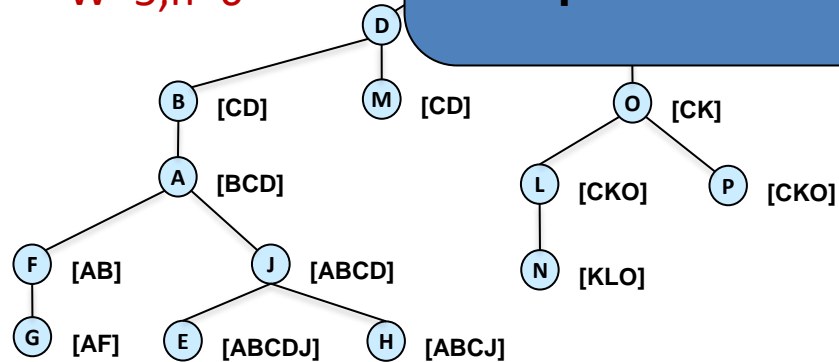 D
B [CD] M [CD] O [CK]
A [BCD] L [CKO] P [CKO]
F [AB] J [ABCD] N [KLO]
G [AF] E [ABCDJ] H [ABCJ]